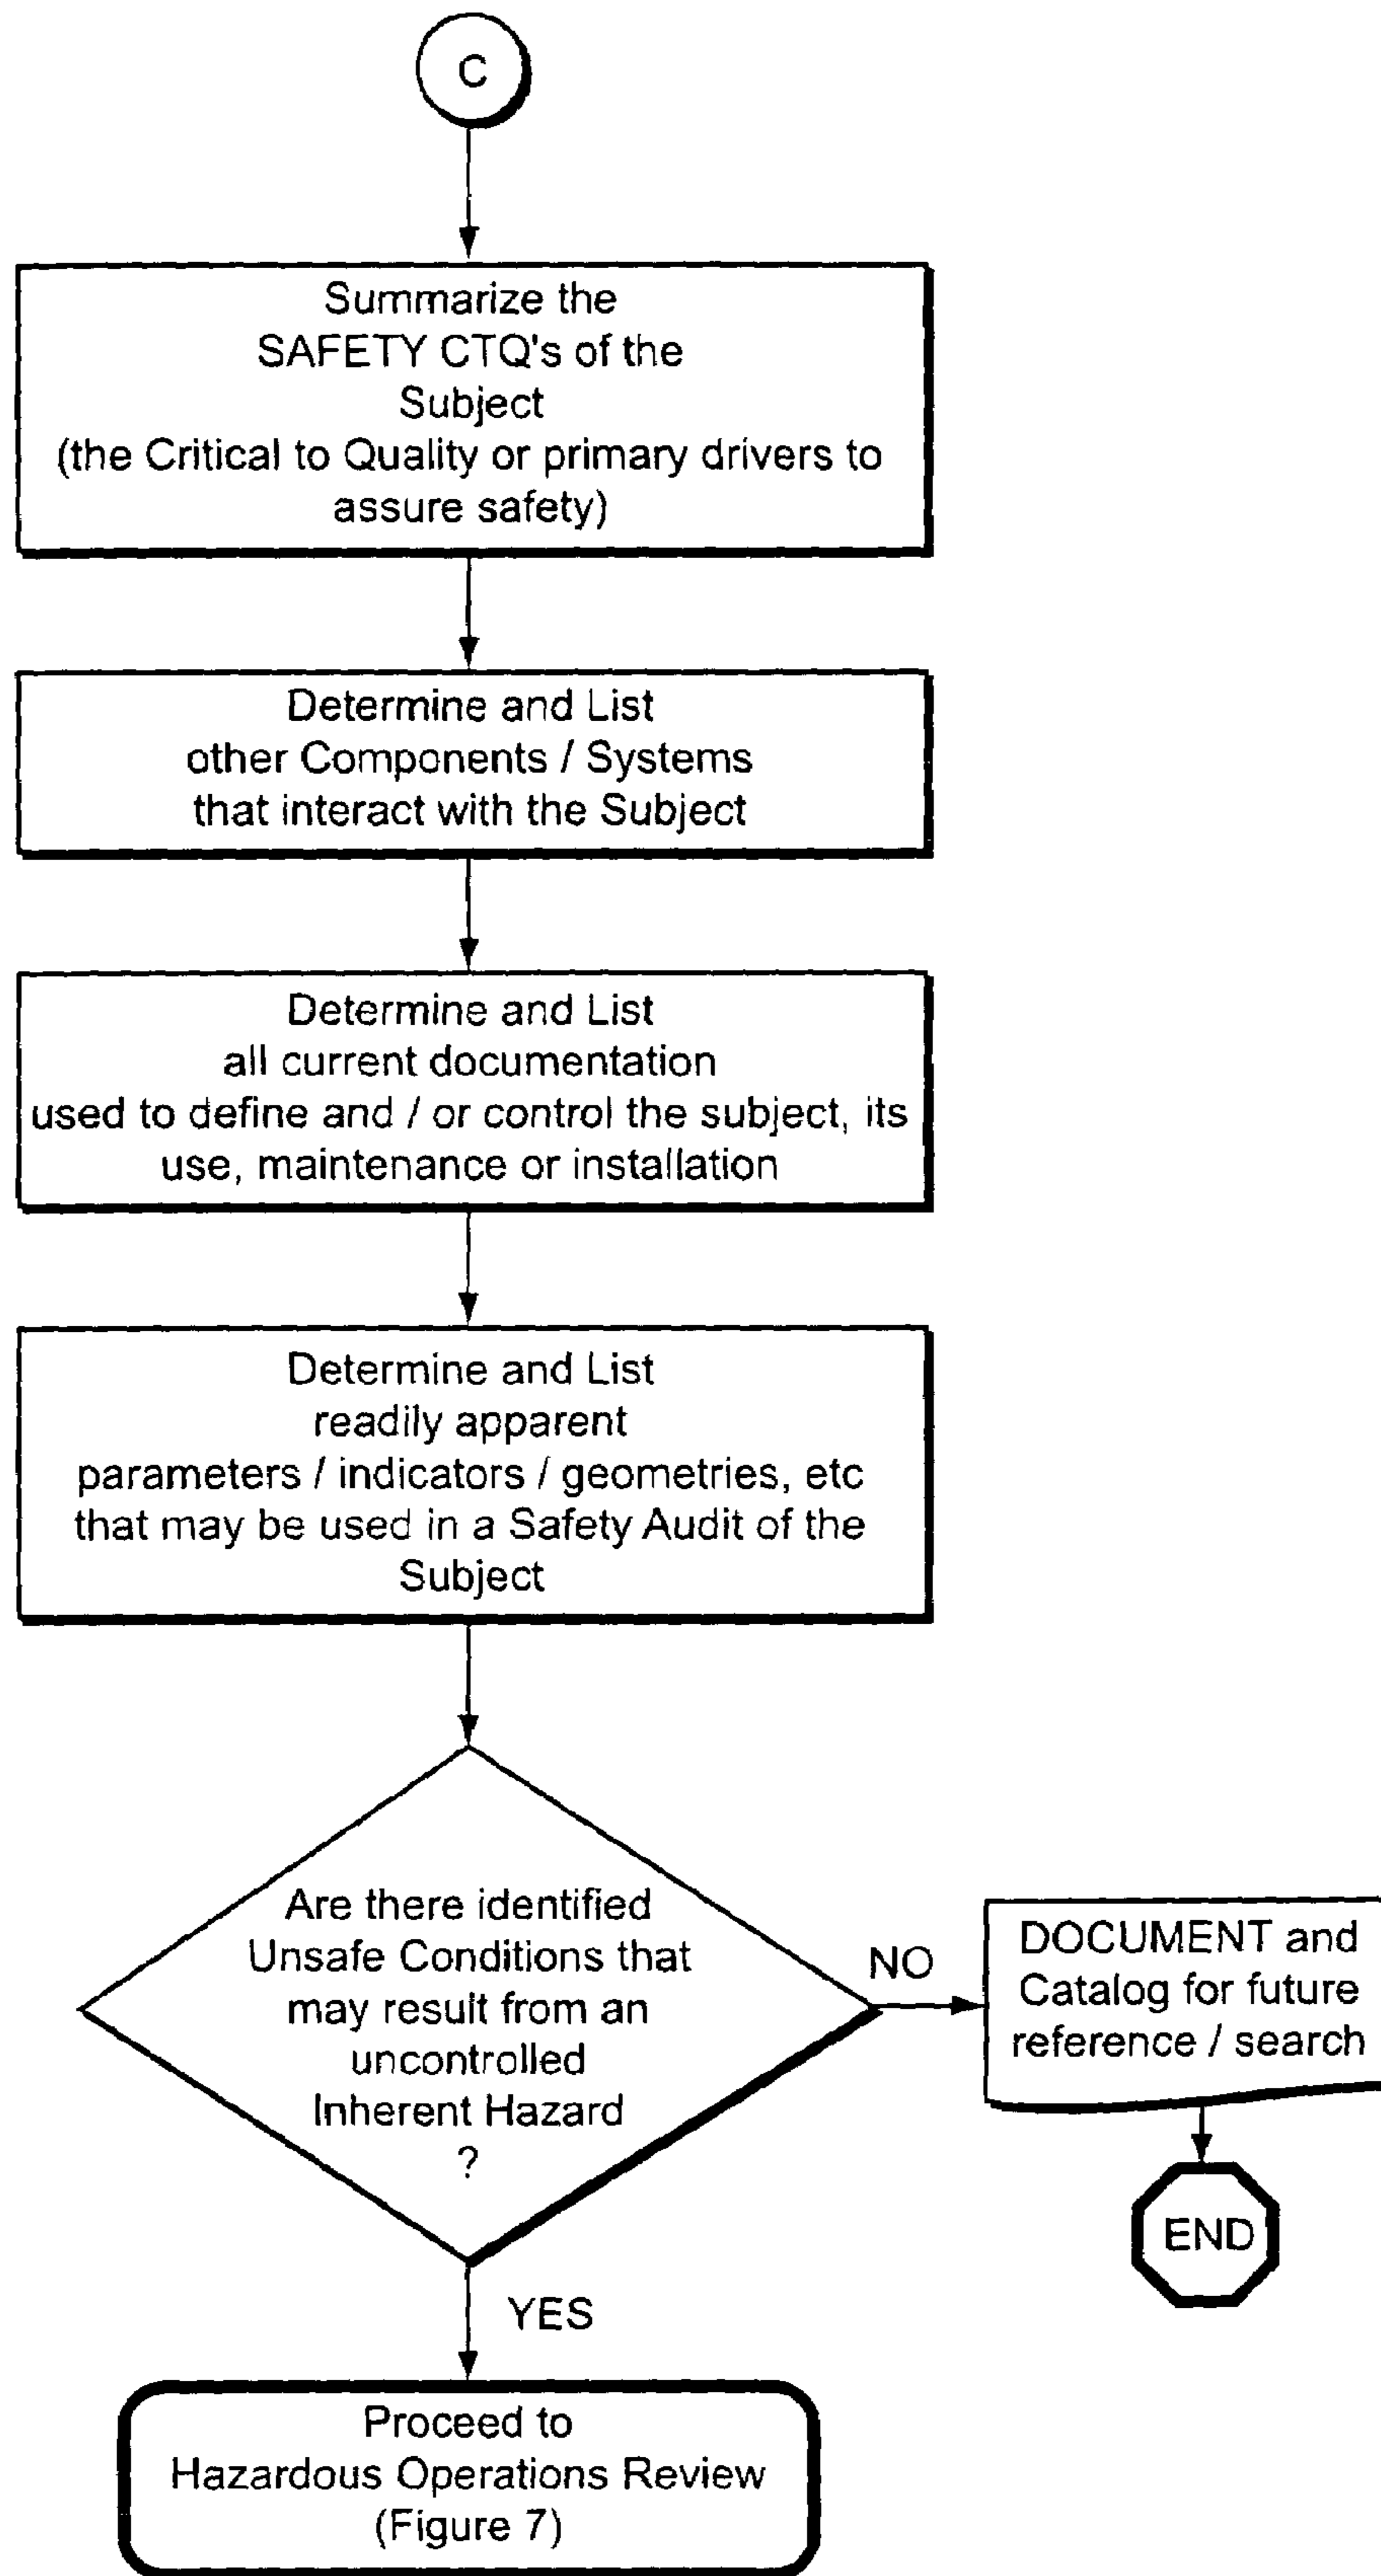 C
Summarize the
SAFETY CTQ's of the
Subject
(the Critical to Quality or primary drivers to
assure safety)
Determine and List
other Components / Systems
that interact with the Subject
Determine and List
all current documentation
used to define and / or control the subject, its
use, maintenance or installation
Determine and List
readily apparent
parameters / indicators / geometries, etc
that may be used in a Safety Audit of the
Subject
Are there identified
Unsafe Conditions that
may result from an
uncontrolled
Inherent Hazard
?
NO
DOCUMENT and
Catalog for future
reference / search
END
YES
Proceed to
Hazardous Operations Review
(Figure 7)